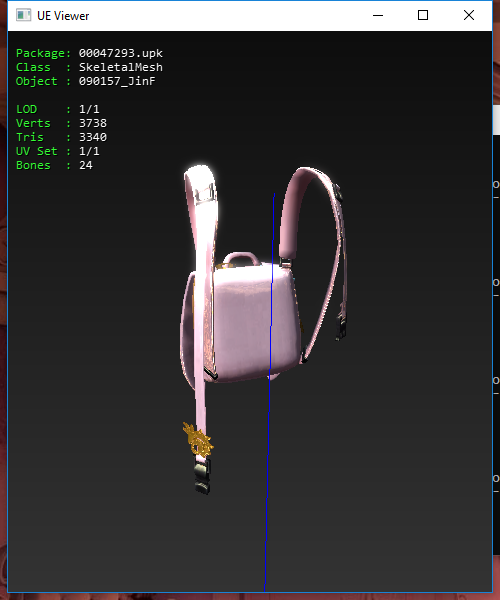 UE Viewer
Package: 00047293.upk
Class  : SkeletalMesh
Object : 090157_JinF
LOD    : 1/1
Verts  : 3738
Tris   : 3340
UV Set : 1/1
Bones  : 24